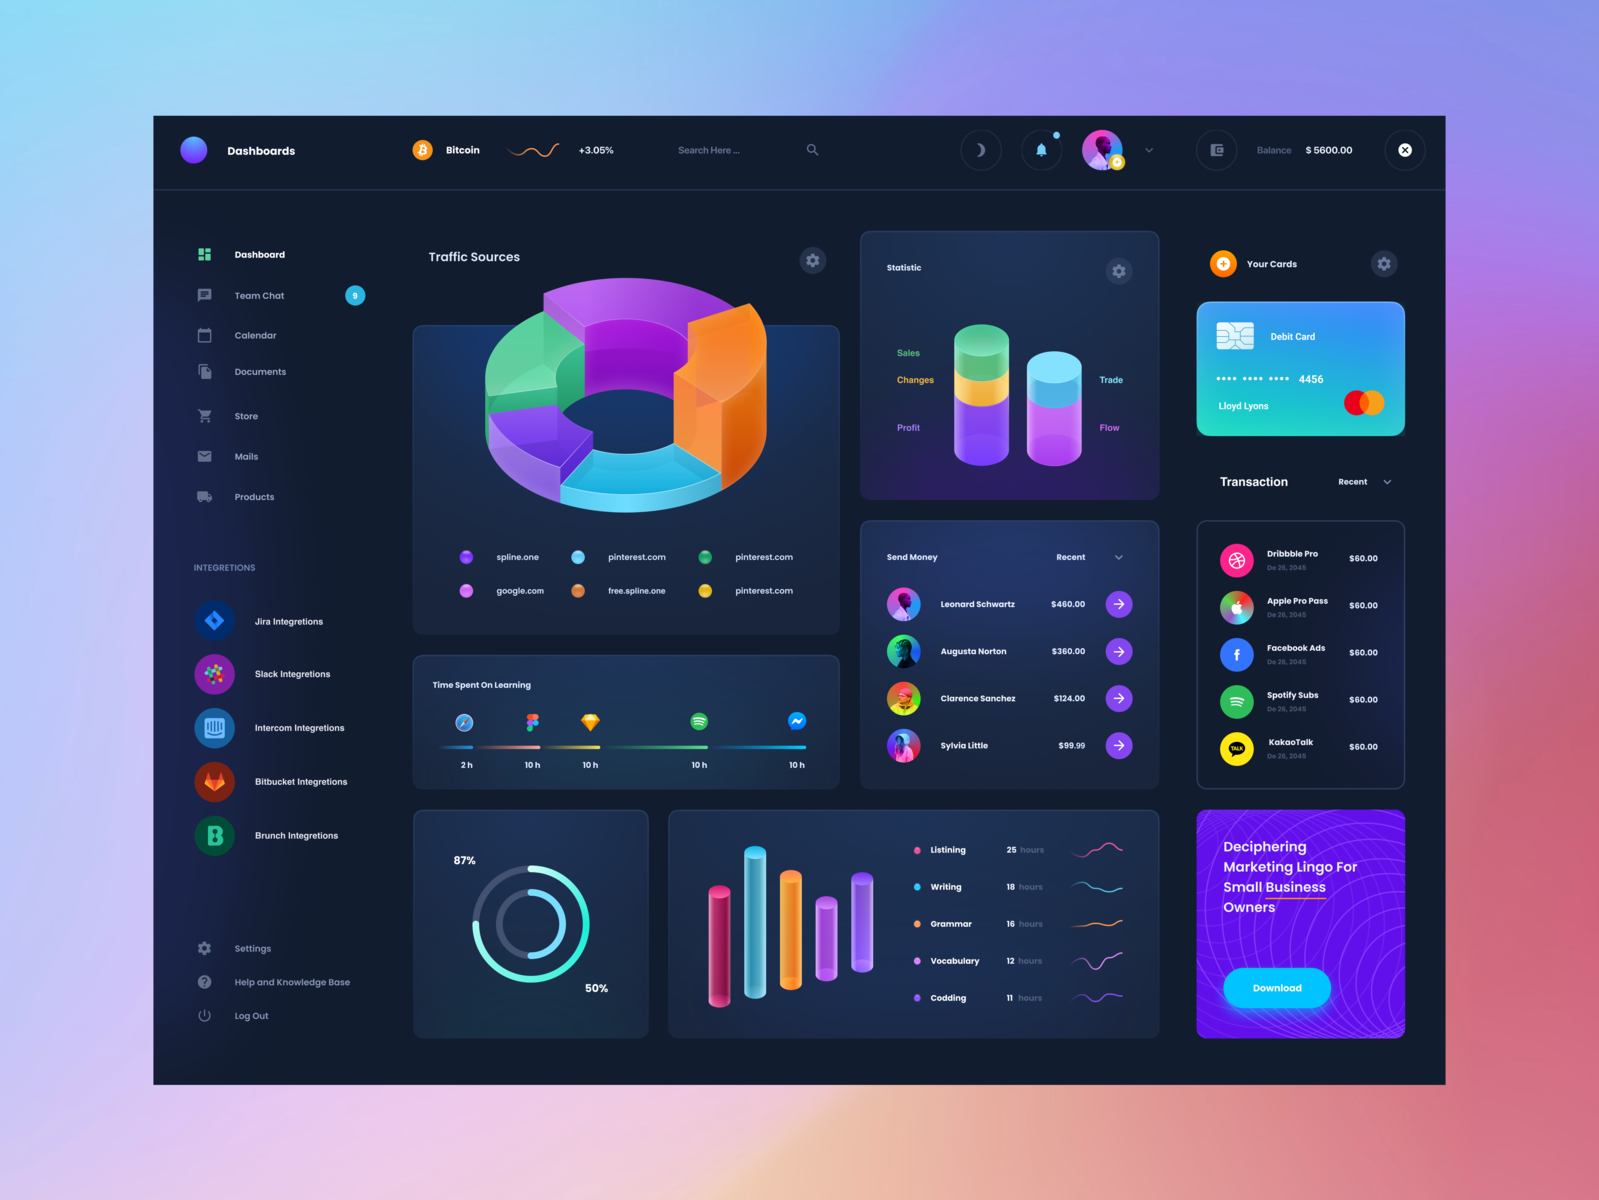 Dashboards
Bitcoin
+3.05%
Search Here ...
Balance
$ 5600.00
Dashboard
Team Chat
9
Calendar
Documents
Store
Mails
Products
INTEGRETIONS
Jira Integretions
Slack Integretions
Intercom Integretions
Bitbucket Integretions
Brunch Integretions
Settings
Help and Knowledge Base
Log Out
Traffic Sources
spline.one
pinterest.com
pinterest.com
google.com
free.spline.one
pinterest.com
Time Spent On Learning
2 h
10 h
10 h
10 h
10 h
87%
50%
Statistic
Sales
Changes
Profit
Trade
Flow
Send Money
Recent
Leonard Schwartz
$460.00
Augusta Norton
$360.00
Clarence Sanchez
$124.00
Sylvia Little
$99.99
Listining
25 hours
Writing
18 hours
Grammar
16 hours
Vocabulary
12 hours
Codding
11 hours
Your Cards
Debit Card
•••• •••• •••• 4456
Lloyd Lyons
Transaction
Recent
Dribbble Pro
De 26, 2045
$60.00
Apple Pro Pass
De 26, 2045
$60.00
Facebook Ads
De 26, 2045
$60.00
Spotify Subs
De 26, 2045
$60.00
TALK
KakaoTalk
De 26, 2045
$60.00
Deciphering
Marketing Lingo For
Small Business
Owners
Download